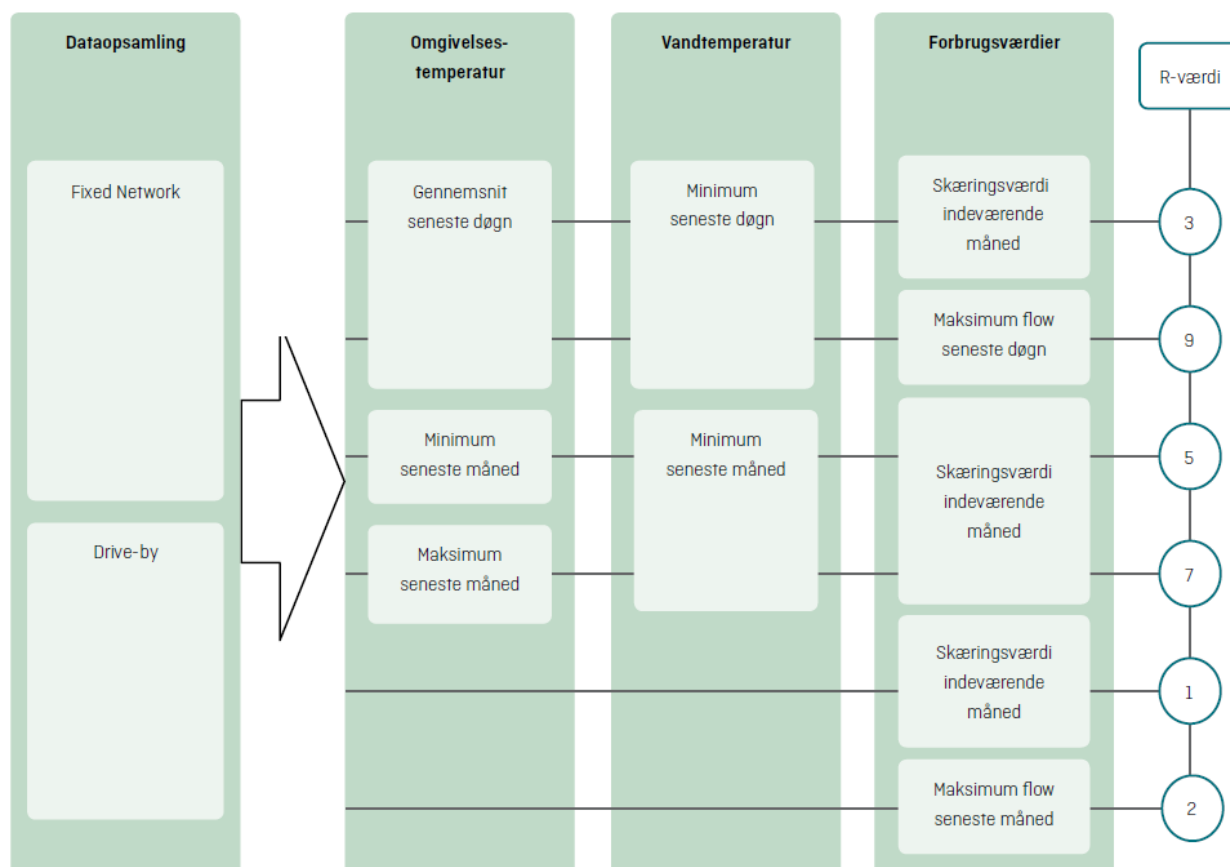 Dataopsamling
Fixed Network
Drive-by
Omgivelses-
temperatur
Gennemsnit
seneste døgn
Minimum
seneste måned
Maksimum
seneste måned
Vandtemperatur
Minimum
seneste døgn
Minimum
seneste måned
Forbrugsværdier
Skæringsværdi
indeværende
måned
Maksimum flow
seneste døgn
Skæringsværdi
indeværende
måned
Skæringsværdi
indeværende
måned
Maksimum flow
seneste måned
R-værdi
3
9
5
7
1
2